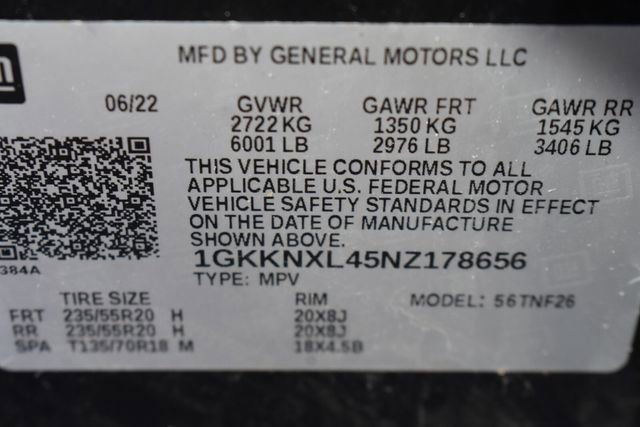 MFD BY GENERAL MOTORS LLC
06/22 GVWR GAWR FRT GAWR RR
2722 KG 1350 KG 1545 KG
6001 LB 2976 LB 3406 LB
THIS VEHICLE CONFORMS TO ALL
APPLICABLE U.S. FEDERAL MOTOR
VEHICLE SAFETY STANDARDS IN EFFECT
ON THE DATE OF MANUFACTURE
SHOWN ABOVE.
384A
1GKKNXL45NZ178656
TYPE: MPV
TIRE SIZE RIM MODEL: 56TNF26
FRT 235/55R20 H 20X8J
RR 235/55R20 H 20X8J
SPA T135/70R18 M 18X4.5B